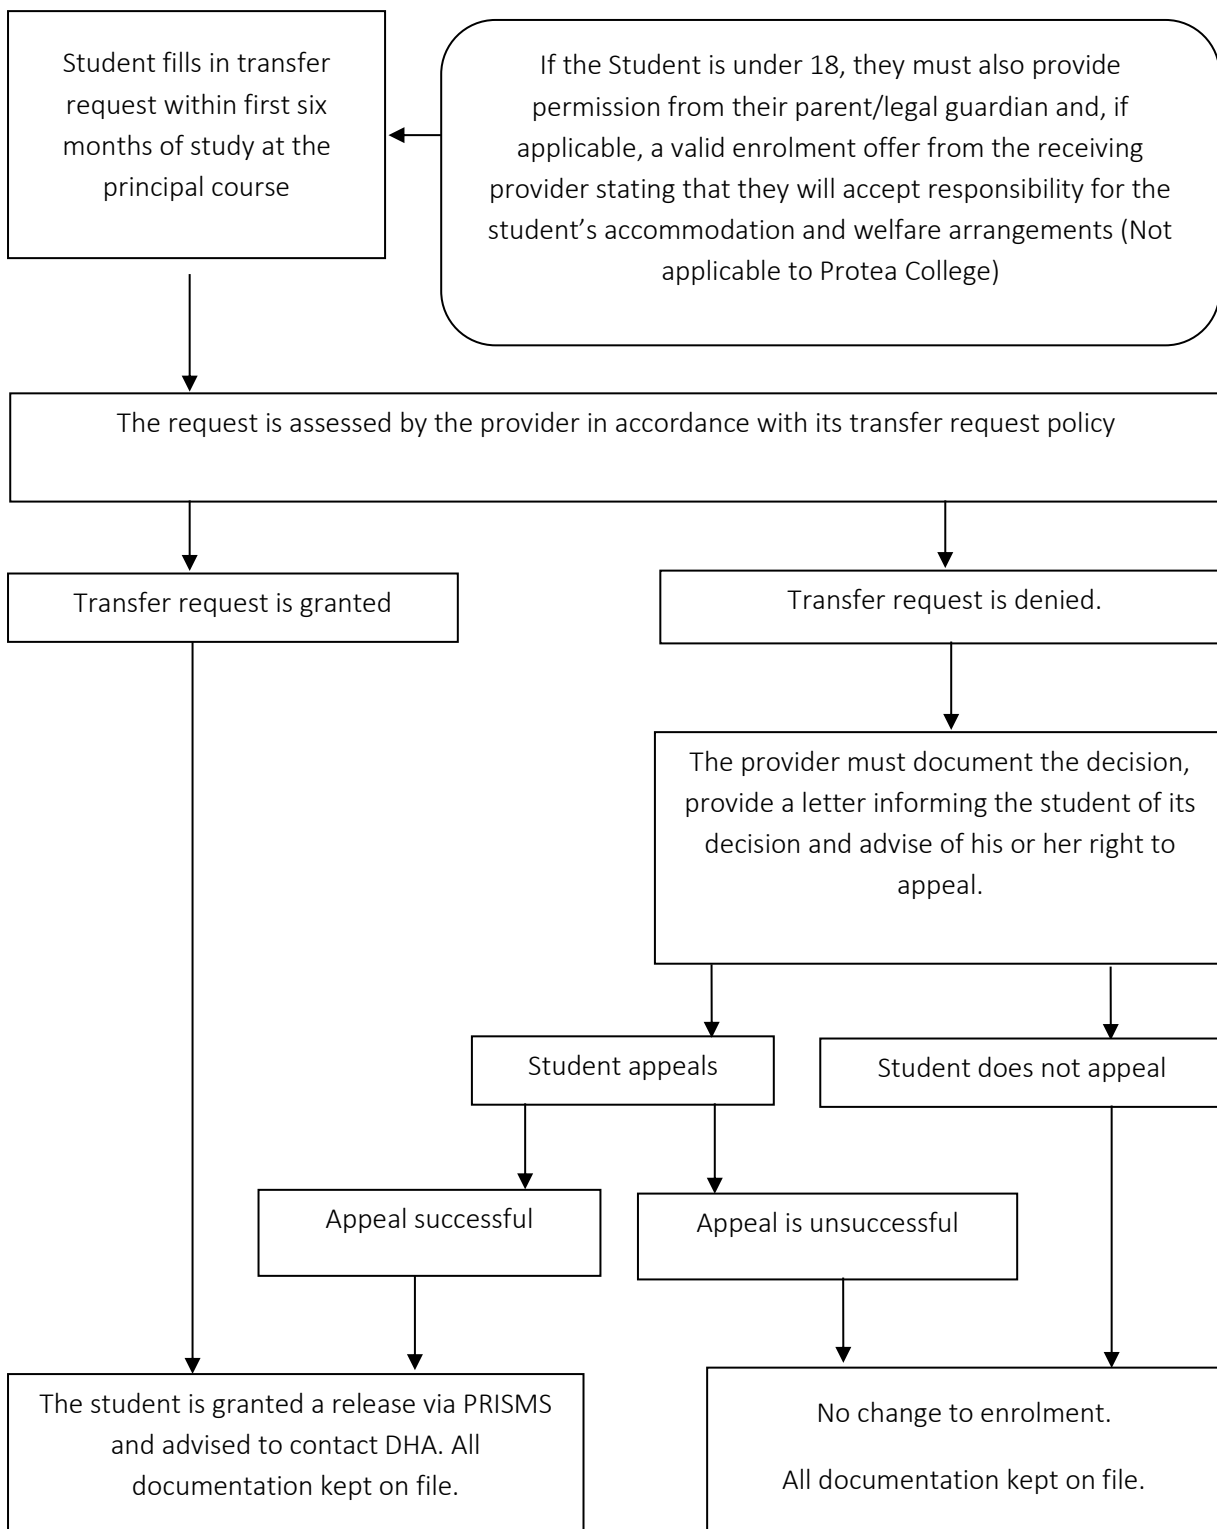 Student fills in transfer
request within first six
months of study at the
principal course
If the Student is under 18, they must also provide
permission from their parent/legal guardian and, if
applicable, a valid enrolment offer from the receiving
provider stating that they will accept responsibility for the
student’s accommodation and welfare arrangements (Not
applicable to Protea College)
The request is assessed by the provider in accordance with its transfer request policy
Transfer request is granted
Transfer request is denied.
The provider must document the decision,
provide a letter informing the student of its
decision and advise of his or her right to
appeal.
Student appeals
Student does not appeal
Appeal successful
Appeal is unsuccessful
The student is granted a release via PRISMS
and advised to contact DHA. All
documentation kept on file.
No change to enrolment.
All documentation kept on file.